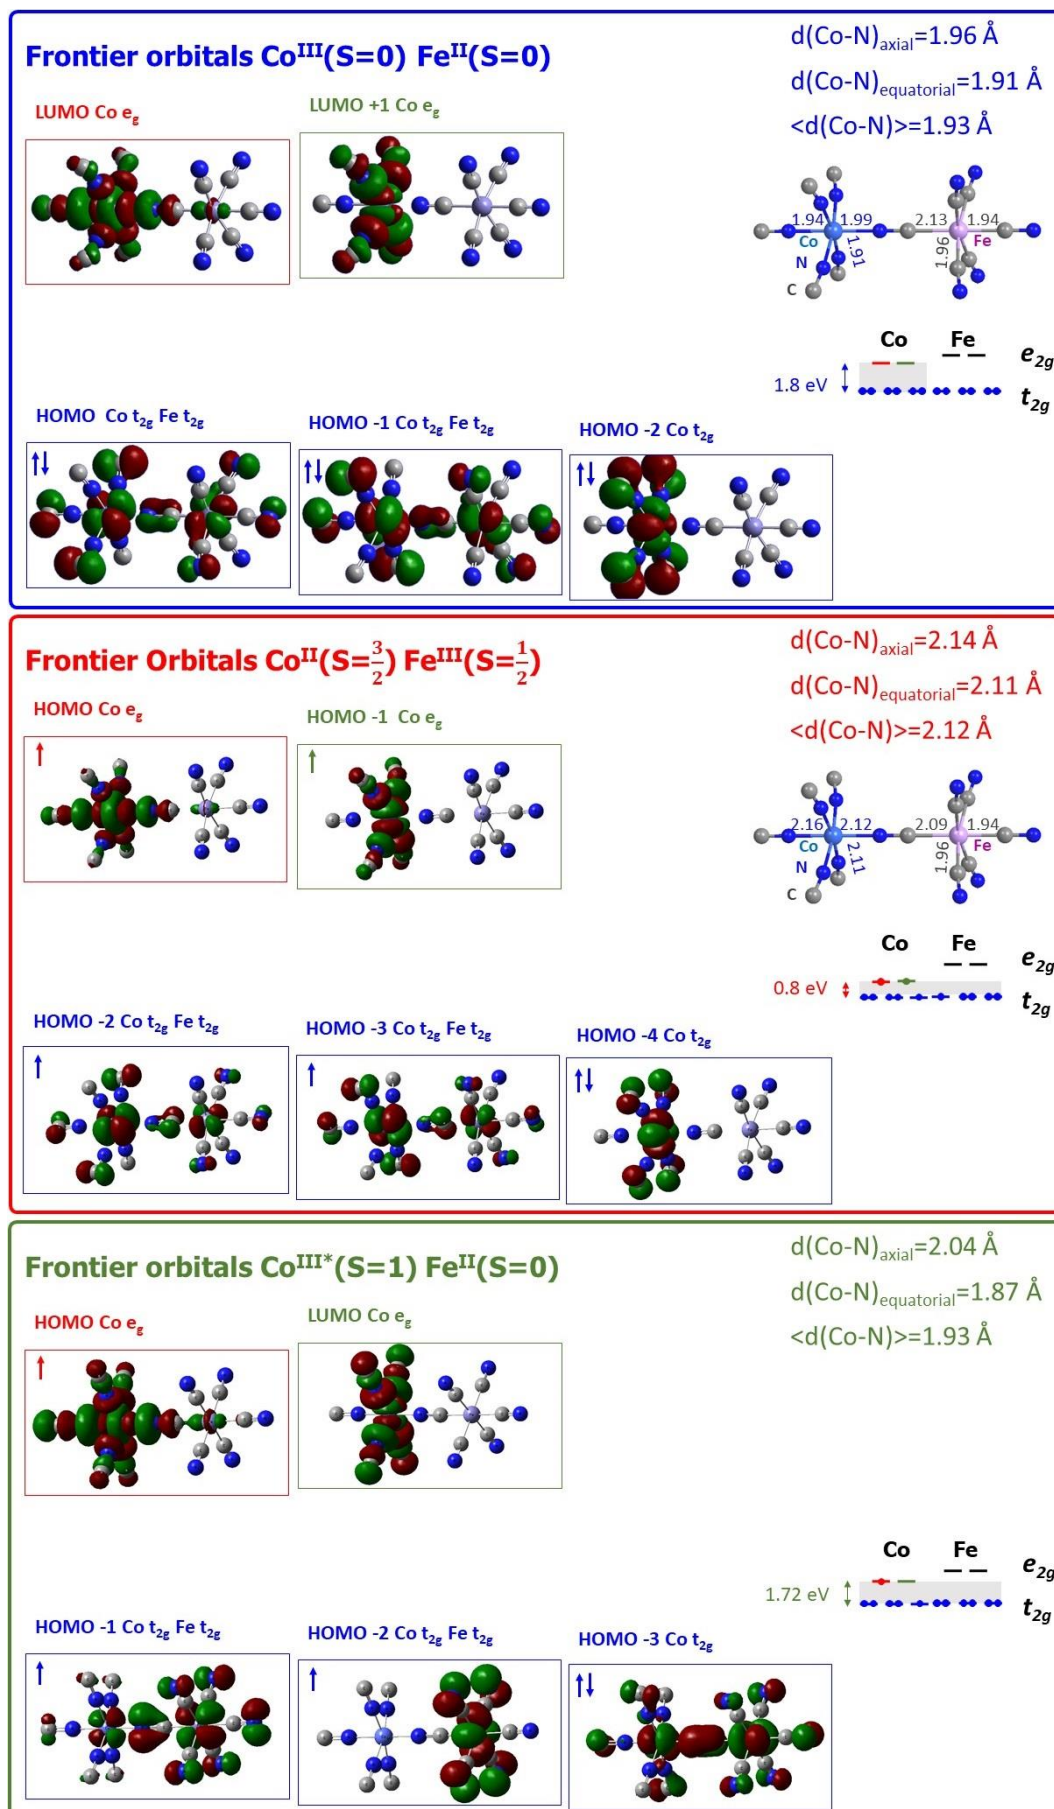 Frontier orbitals Co^III(S=0) Fe^II(S=0)
d(Co-N)axial=1.96 Å
d(Co-N)equatorial=1.91 Å
<d(Co-N)>=1.93 Å
LUMO Co eg
LUMO +1 Co eg
1.94 1.99 2.13 1.94
Co 1.91 1.96 Fe
N
C
Co Fe
e2g
1.8 eV
t2g
HOMO Co t2g Fe t2g
HOMO -1 Co t2g Fe t2g
HOMO -2 Co t2g
Frontier Orbitals Co^II(S=3/2) Fe^III(S=1/2)
d(Co-N)axial=2.14 Å
d(Co-N)equatorial=2.11 Å
<d(Co-N)>=2.12 Å
HOMO Co eg
HOMO -1 Co eg
2.16 2.12 2.09 1.94
Co 2.11 1.96 Fe
N
C
Co Fe
e2g
0.8 eV
t2g
HOMO -2 Co t2g Fe t2g
HOMO -3 Co t2g Fe t2g
HOMO -4 Co t2g
Frontier orbitals Co^III*(S=1) Fe^II(S=0)
d(Co-N)axial=2.04 Å
d(Co-N)equatorial=1.87 Å
<d(Co-N)>=1.93 Å
HOMO Co eg
LUMO Co eg
Co Fe
e2g
1.72 eV
t2g
HOMO -1 Co t2g Fe t2g
HOMO -2 Co t2g Fe t2g
HOMO -3 Co t2g